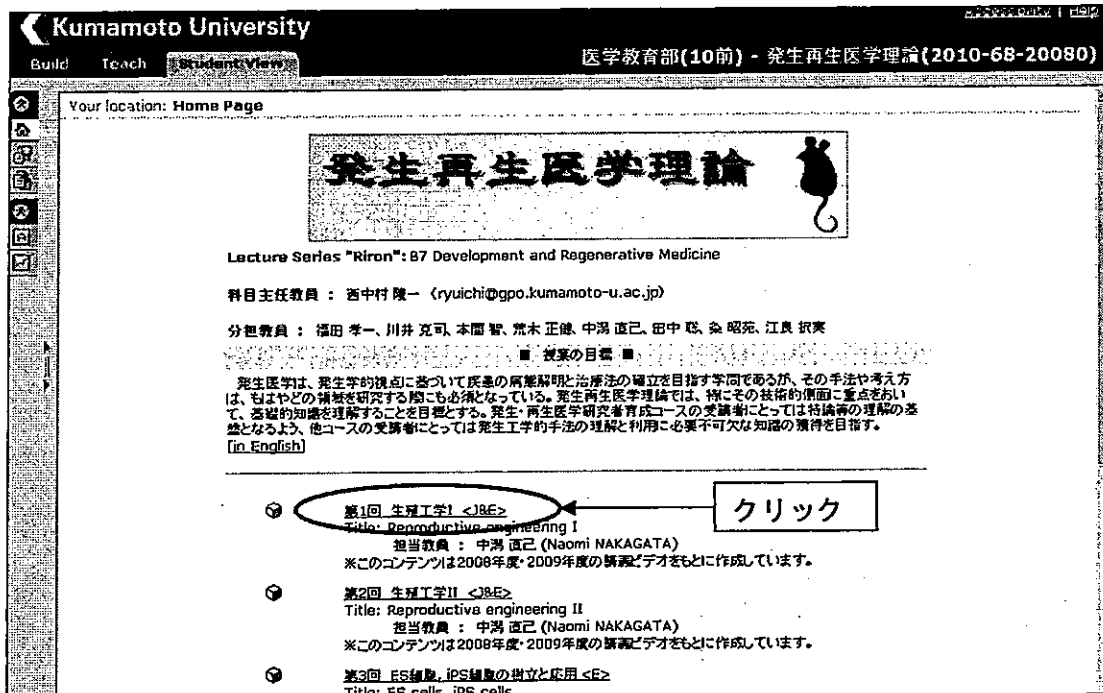 Accessibility | Help
Kumamoto University
Build Teach Student View
医学教育部(10前) - 発生再生医学理論(2010-68-20080)
Your location: Home Page
発生再生医学理論
Lecture Series "Riron": B7 Development and Regenerative Medicine
科目主任教員 : 西中村 隆一 (ryuichi@gpo.kumamoto-u.ac.jp)
分担教員 : 福田 孝一、川井 克司、本間 智、荒木 正健、中潟 直己、田中 聡、粂 昭苑、江良 択実
■ 授業の目標 ■
発生医学は、発生学的視点に基づいて疾患の病態解明と治療法の確立を目指す学問であるが、その手法や考え方
は、もはやどの領域を研究する際にも必須となっている。発生再生医学理論では、特にその技術的側面に重点をおい
て、基礎的知識を理解することを目標とする。発生・再生医学研究者育成コースの受講者にとっては特論等の理解の基
盤となるよう、他コースの受講者にとっては発生工学的手法の理解と利用に必要不可欠な知識の獲得を目指す。
[in English]
第1回 生殖工学I <J&E>
クリック
Title: Reproductive engineering I
担当教員 : 中潟 直己 (Naomi NAKAGATA)
※このコンテンツは2008年度・2009年度の講義ビデオをもとに作成しています。
第2回 生殖工学II <J&E>
Title: Reproductive engineering II
担当教員 : 中潟 直己 (Naomi NAKAGATA)
※このコンテンツは2008年度・2009年度の講義ビデオをもとに作成しています。
第3回 ES細胞, iPS細胞の樹立と応用 <E>
Title: ES cells, iPS cells